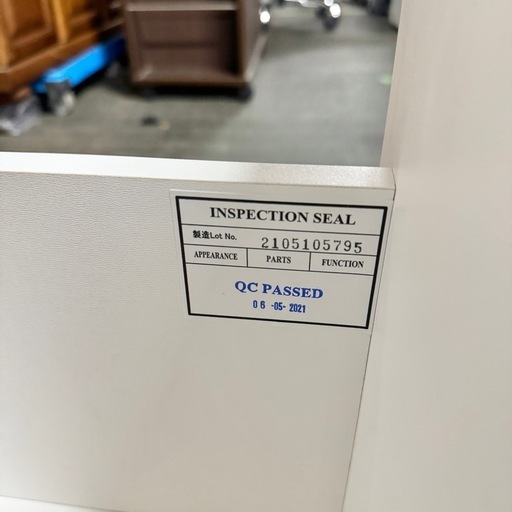 INSPECTION SEAL
製造Lot No. 2105105795
APPEARANCE PARTS FUNCTION
QC PASSED
06 -05- 2021